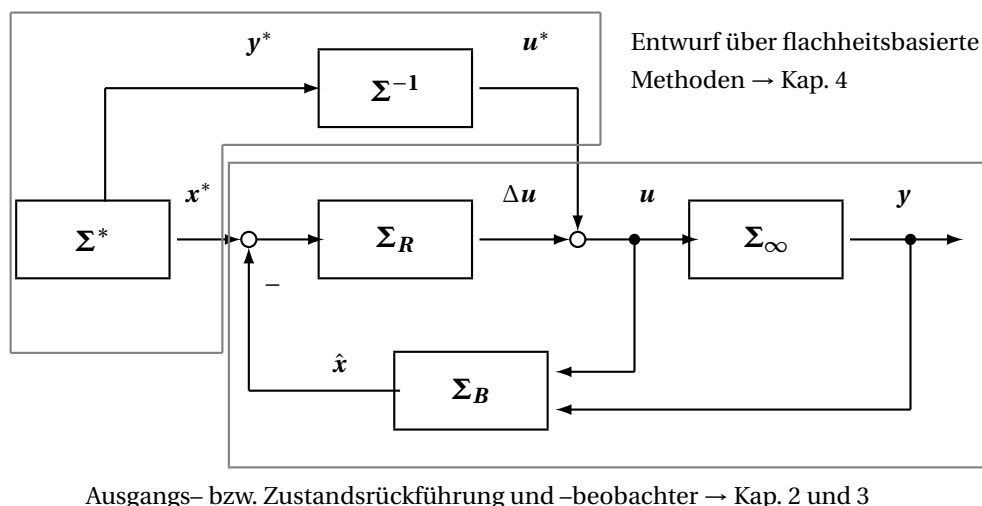 y* u* Entwurf über flachheitsbasierte
Σ⁻¹ Methoden → Kap. 4
x* Δu u y
Σ* Σ_R Σ_∞
–
x̂ Σ_B
Ausgangs– bzw. Zustandsrückführung und –beobachter → Kap. 2 und 3